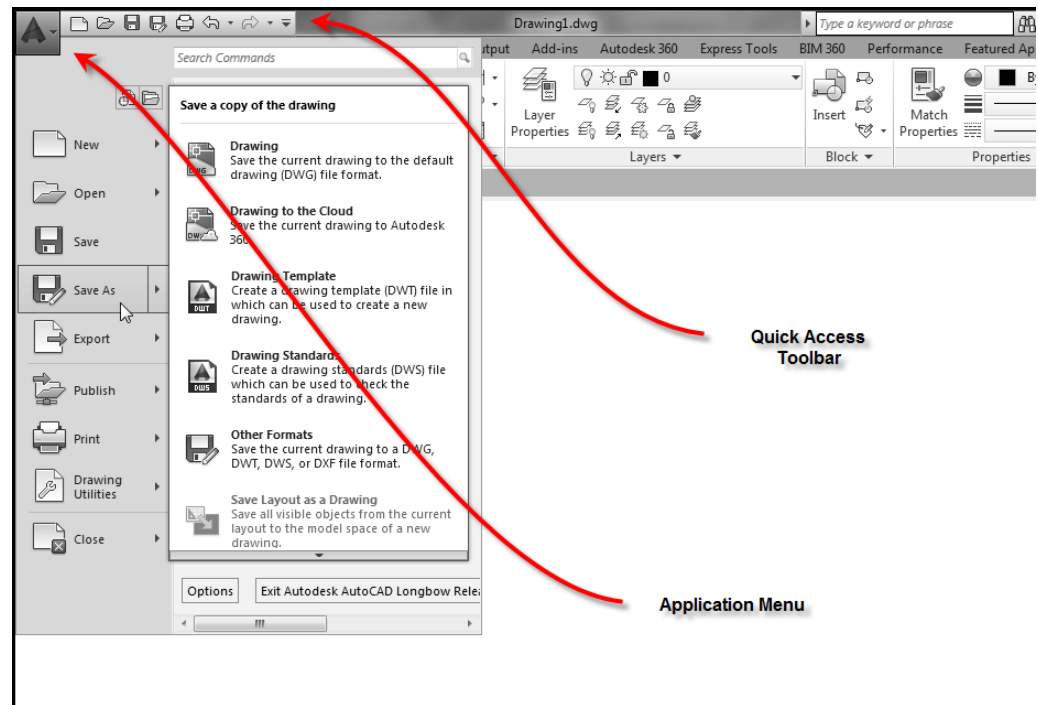 Drawing1.dwg
Type a keyword or phrase
Search Commands
Add-ins
Autodesk 360
Express Tools
BIM 360
Performance
Featured Ap
0
Layer
Properties
Layers
Insert
Block
Match
Properties
Properties
New
Open
Save
Save As
Export
Publish
Print
Drawing
Utilities
Close
Save a copy of the drawing
Drawing
Save the current drawing to the default
drawing (DWG) file format.
Drawing to the Cloud
Save the current drawing to Autodesk
360.
Drawing Template
Create a drawing template (DWT) file in
which can be used to create a new
drawing.
Drawing Standards
Create a drawing standards (DWS) file
which can be used to check the
standards of a drawing.
Other Formats
Save the current drawing to a DWG,
DWT, DWS, or DXF file format.
Save Layout as a Drawing
Save all visible objects from the current
layout to the model space of a new
drawing.
DWG
DWT
DWS
Options
Exit Autodesk AutoCAD Longbow Rele
Quick Access
Toolbar
Application Menu